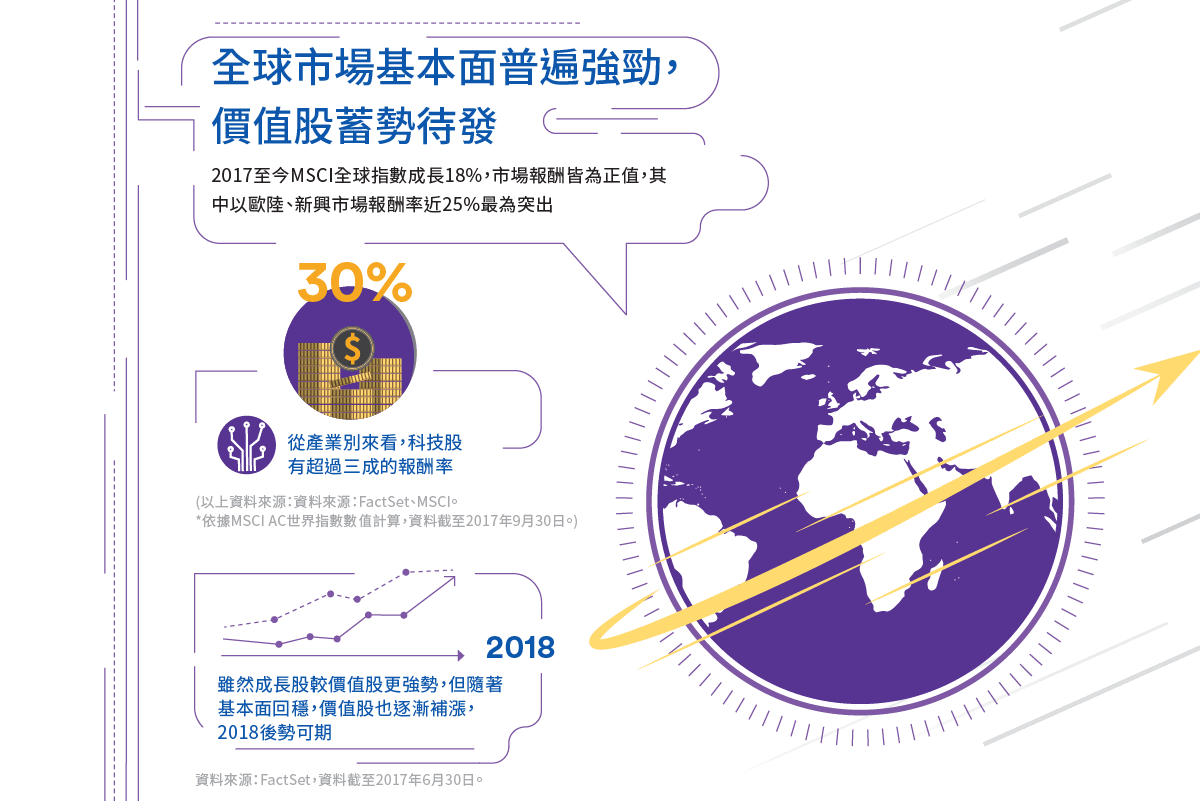 全球市場基本面普遍強勁，
價值股蓄勢待發
2017至今MSCI全球指數成長18%，市場報酬皆為正值，其
中以歐陸、新興市場報酬率近25%最為突出
30%
$
從產業別來看，科技股
有超過三成的報酬率
(以上資料來源：資料來源：FactSet、MSCI。
*依據MSCI AC世界指數數值計算，資料截至2017年9月30日。)
2018
雖然成長股較價值股更強勢，但隨著
基本面回穩，價值股也逐漸補漲，
2018後勢可期
資料來源：FactSet，資料截至2017年6月30日。